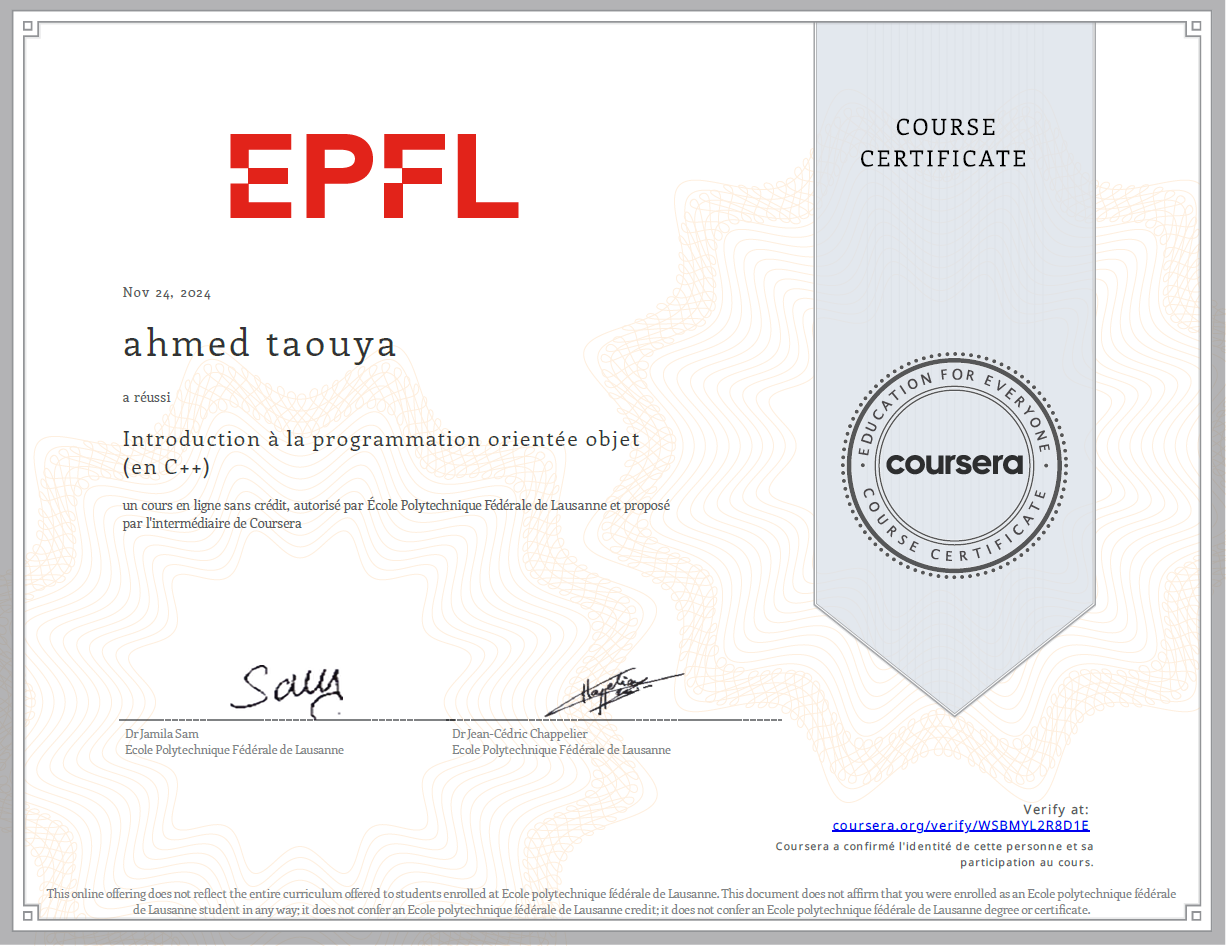 EPFL
COURSE
CERTIFICATE
Nov 24, 2024
ahmed taouya
a réussi
Introduction à la programmation orientée objet
(en C++)
un cours en ligne sans crédit, autorisé par École Polytechnique Fédérale de Lausanne et proposé
par l'intermédiaire de Coursera
EDUCATION FOR EVERYONE
coursera
COURSE CERTIFICATE
Dr Jamila Sam
Ecole Polytechnique Fédérale de Lausanne
Dr Jean-Cédric Chappelier
Ecole Polytechnique Fédérale de Lausanne
Verify at:
coursera.org/verify/WSBMYL2R8D1E
Coursera a confirmé l'identité de cette personne et sa
participation au cours.
This online offering does not reflect the entire curriculum offered to students enrolled at Ecole polytechnique fédérale de Lausanne. This document does not affirm that you were enrolled as an Ecole polytechnique fédérale
de Lausanne student in any way; it does not confer an Ecole polytechnique fédérale de Lausanne credit; it does not confer an Ecole polytechnique fédérale de Lausanne degree or certificate.